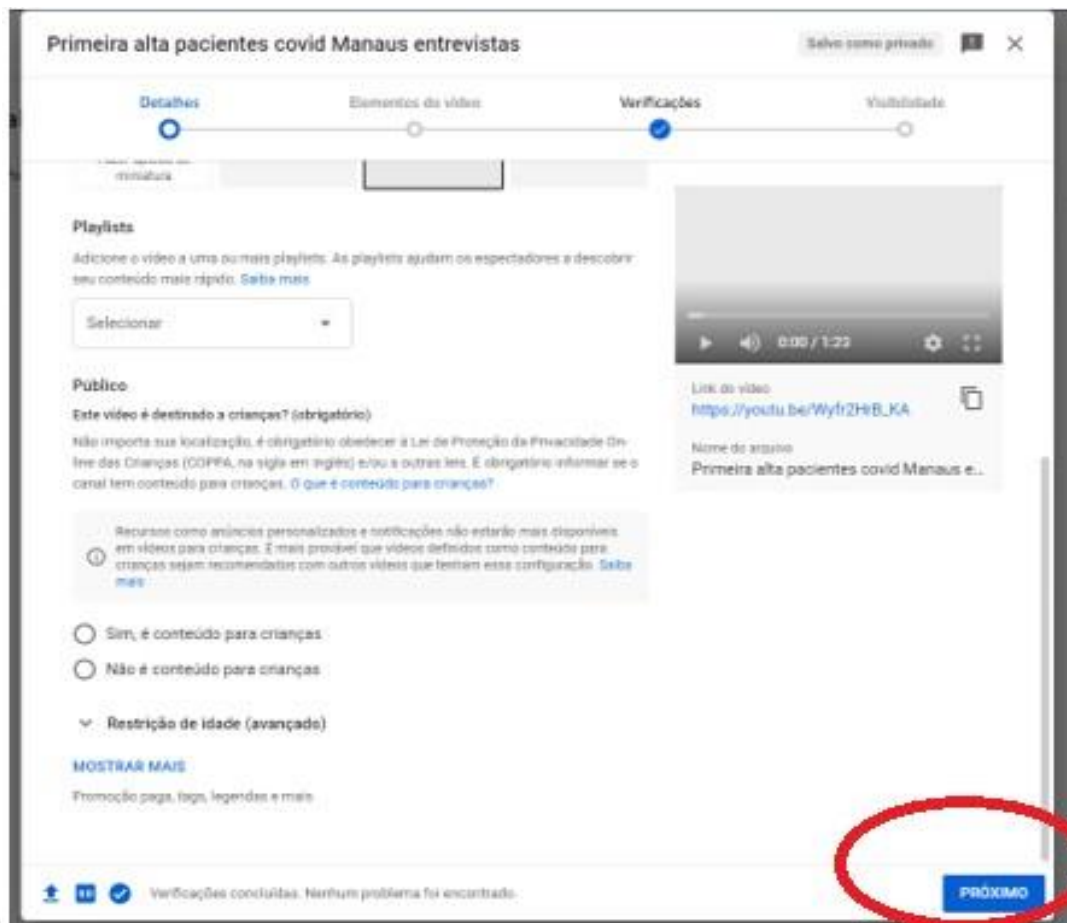 Primeira alta pacientes covid Manaus entrevistas
Salvo como privado
Detalhes
Elementos do vídeo
Verificações
Visibilidade
miniatura
Playlists
Adicione o vídeo a uma ou mais playlists. As playlists ajudam os espectadores a descobrir
seu conteúdo mais rápido. Saiba mais
Selecionar
Público
Este vídeo é destinado a crianças? (obrigatório)
Não importa sua localização, é obrigatório obedecer à Lei de Proteção da Privacidade On-
line das Crianças (COPPA, na sigla em inglês) e/ou a outras leis. É obrigatório informar se o
canal tem conteúdo para crianças. O que é conteúdo para crianças?
Recursos como anúncios personalizados e notificações não estarão mais disponíveis
em vídeos para crianças. É mais provável que vídeos definidos como conteúdo para
crianças sejam recomendados com outros vídeos que tenham essa configuração. Saiba
mais
Sim, é conteúdo para crianças
Não é conteúdo para crianças
Restrição de idade (avançado)
MOSTRAR MAIS
Promoção paga, tags, legendas e mais
0:00 / 1:23
Link do vídeo
https://youtu.be/Wyfr2HrB_KA
Nome do arquivo
Primeira alta pacientes covid Manaus e...
Verificações concluídas. Nenhum problema foi encontrado.
PRÓXIMO